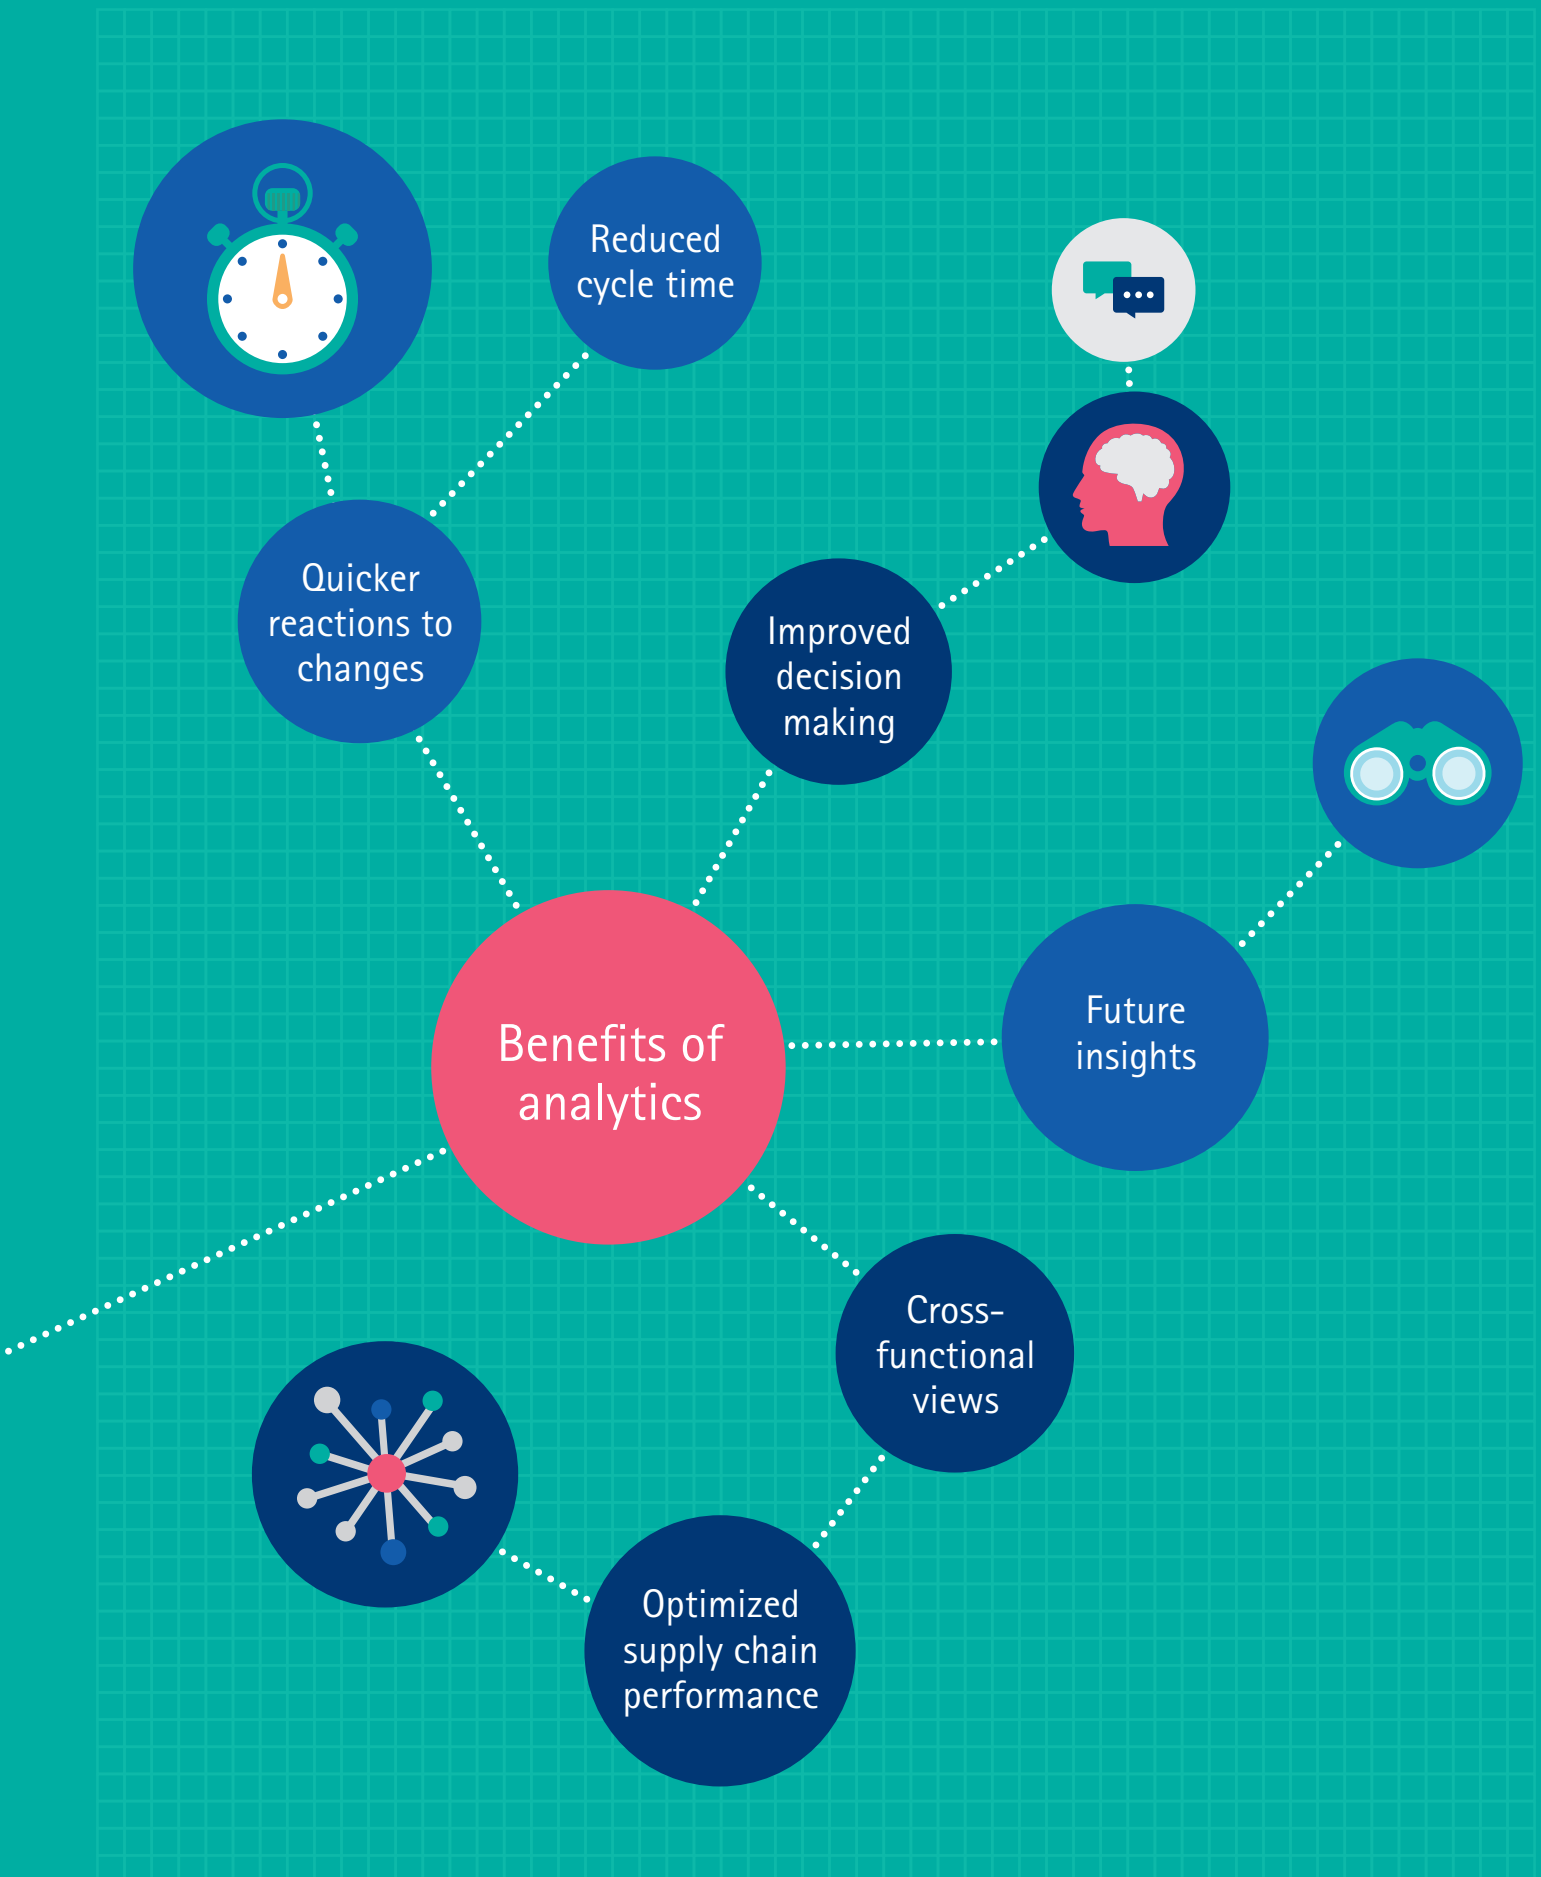 Reduced
cycle time
Quicker
reactions to
changes
Improved
decision
making
Benefits of
analytics
Future
insights
Cross-
functional
views
Optimized
supply chain
performance